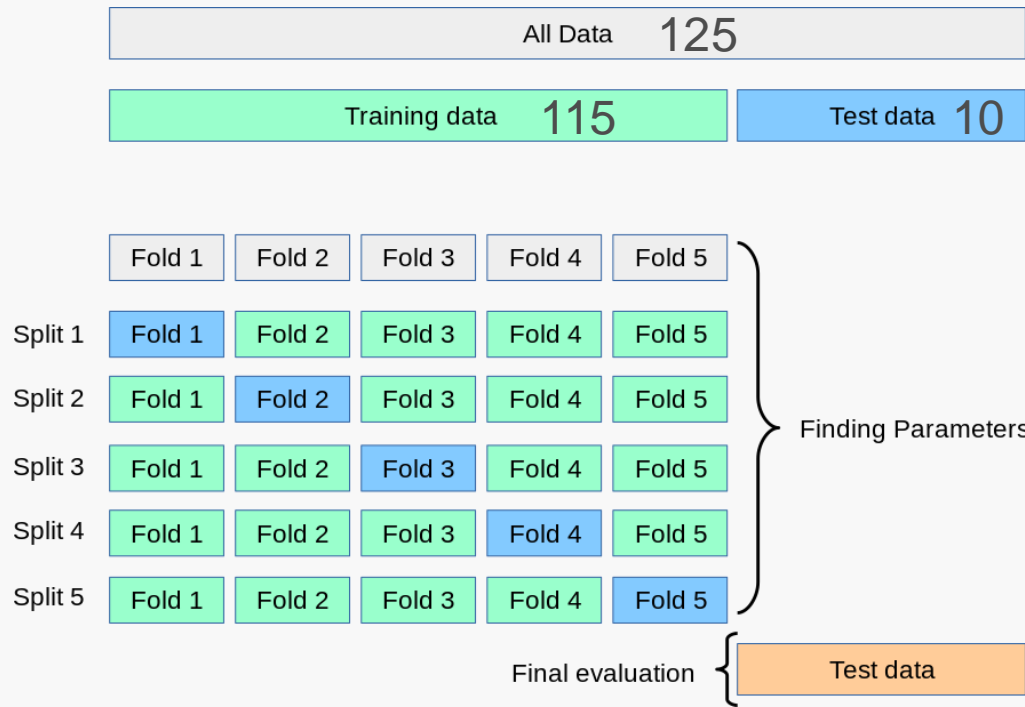 All Data 125
Training data 115 Test data 10
Fold 1 Fold 2 Fold 3 Fold 4 Fold 5
Split 1 Fold 1 Fold 2 Fold 3 Fold 4 Fold 5
Split 2 Fold 1 Fold 2 Fold 3 Fold 4 Fold 5
Finding Parameters
Split 3 Fold 1 Fold 2 Fold 3 Fold 4 Fold 5
Split 4 Fold 1 Fold 2 Fold 3 Fold 4 Fold 5
Split 5 Fold 1 Fold 2 Fold 3 Fold 4 Fold 5
Final evaluation Test data